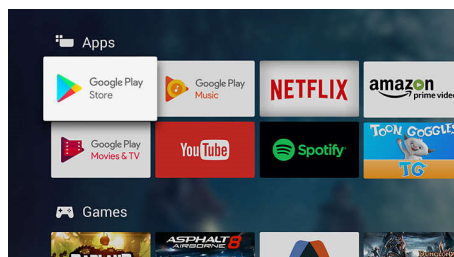 Apps
Google Play
Store
Google Play
Music
NETFLIX
amazon
prime video
Google Play
Movies & TV
YouTube
Spotify
TOON GOGGLES
TG
Games
BADLAND
ASPHALT 8
AIRBORNE